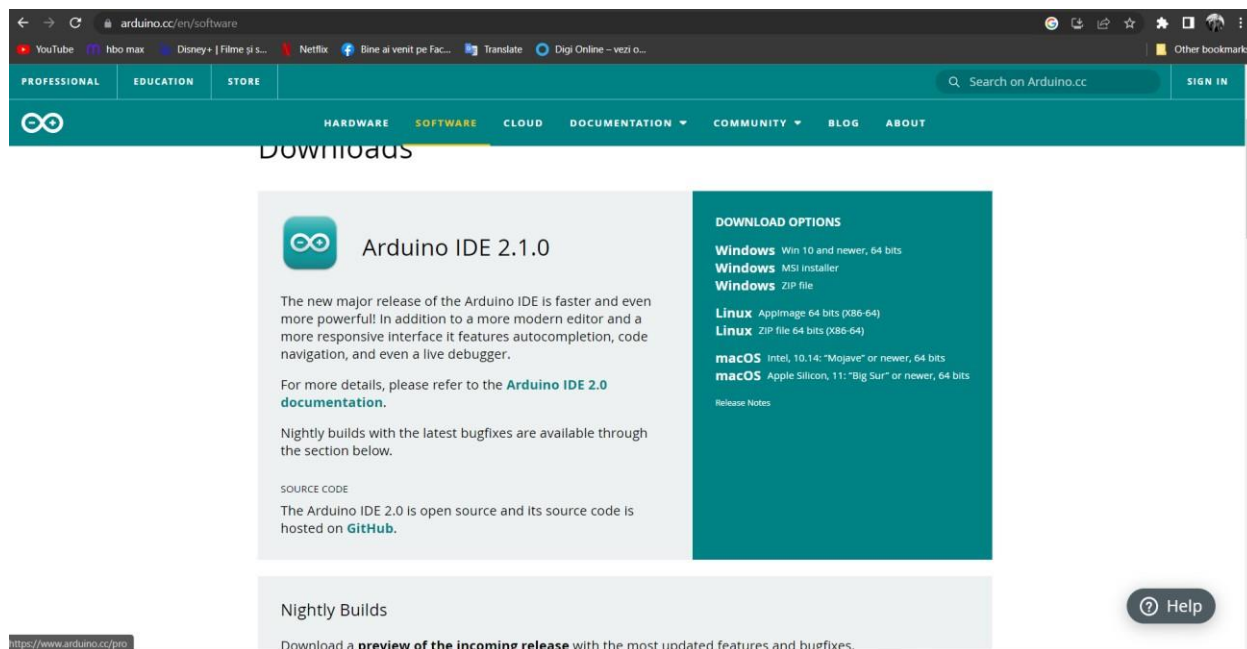 arduino.cc/en/software
YouTube hbo max Disney+ | Filme și s... Netflix Bine ai venit pe Fac... Translate Digi Online – vezi o... Other bookmarks
PROFESSIONAL EDUCATION STORE Search on Arduino.cc SIGN IN
HARDWARE SOFTWARE CLOUD DOCUMENTATION COMMUNITY BLOG ABOUT
Downloads
Arduino IDE 2.1.0
The new major release of the Arduino IDE is faster and even
more powerful! In addition to a more modern editor and a
more responsive interface it features autocompletion, code
navigation, and even a live debugger.
For more details, please refer to the Arduino IDE 2.0
documentation.
Nightly builds with the latest bugfixes are available through
the section below.
SOURCE CODE
The Arduino IDE 2.0 is open source and its source code is
hosted on GitHub.
DOWNLOAD OPTIONS
Windows Win 10 and newer, 64 bits
Windows MSI installer
Windows ZIP file
Linux AppImage 64 bits (X86-64)
Linux ZIP file 64 bits (X86-64)
macOS Intel, 10.14: “Mojave” or newer, 64 bits
macOS Apple Silicon, 11: “Big Sur” or newer, 64 bits
Release Notes
Nightly Builds
Download a preview of the incoming release with the most updated features and bugfixes.
Help
https://www.arduino.cc/pro